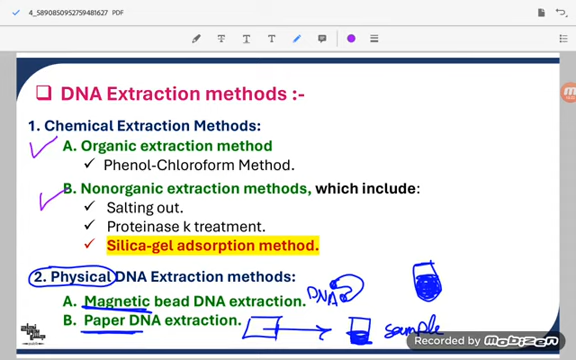 4_5890850952759481627 PDF
DNA Extraction methods :-
1. Chemical Extraction Methods:
A. Organic extraction method
✓ Phenol-Chloroform Method.
B. Nonorganic extraction methods, which include:
✓ Salting out.
✓ Proteinase k treatment.
✓ Silica-gel adsorption method.
2. Physical DNA Extraction methods:
A. Magnetic bead DNA extraction.
DNA
B. Paper DNA extraction.
sample
Recorded by
mobizen